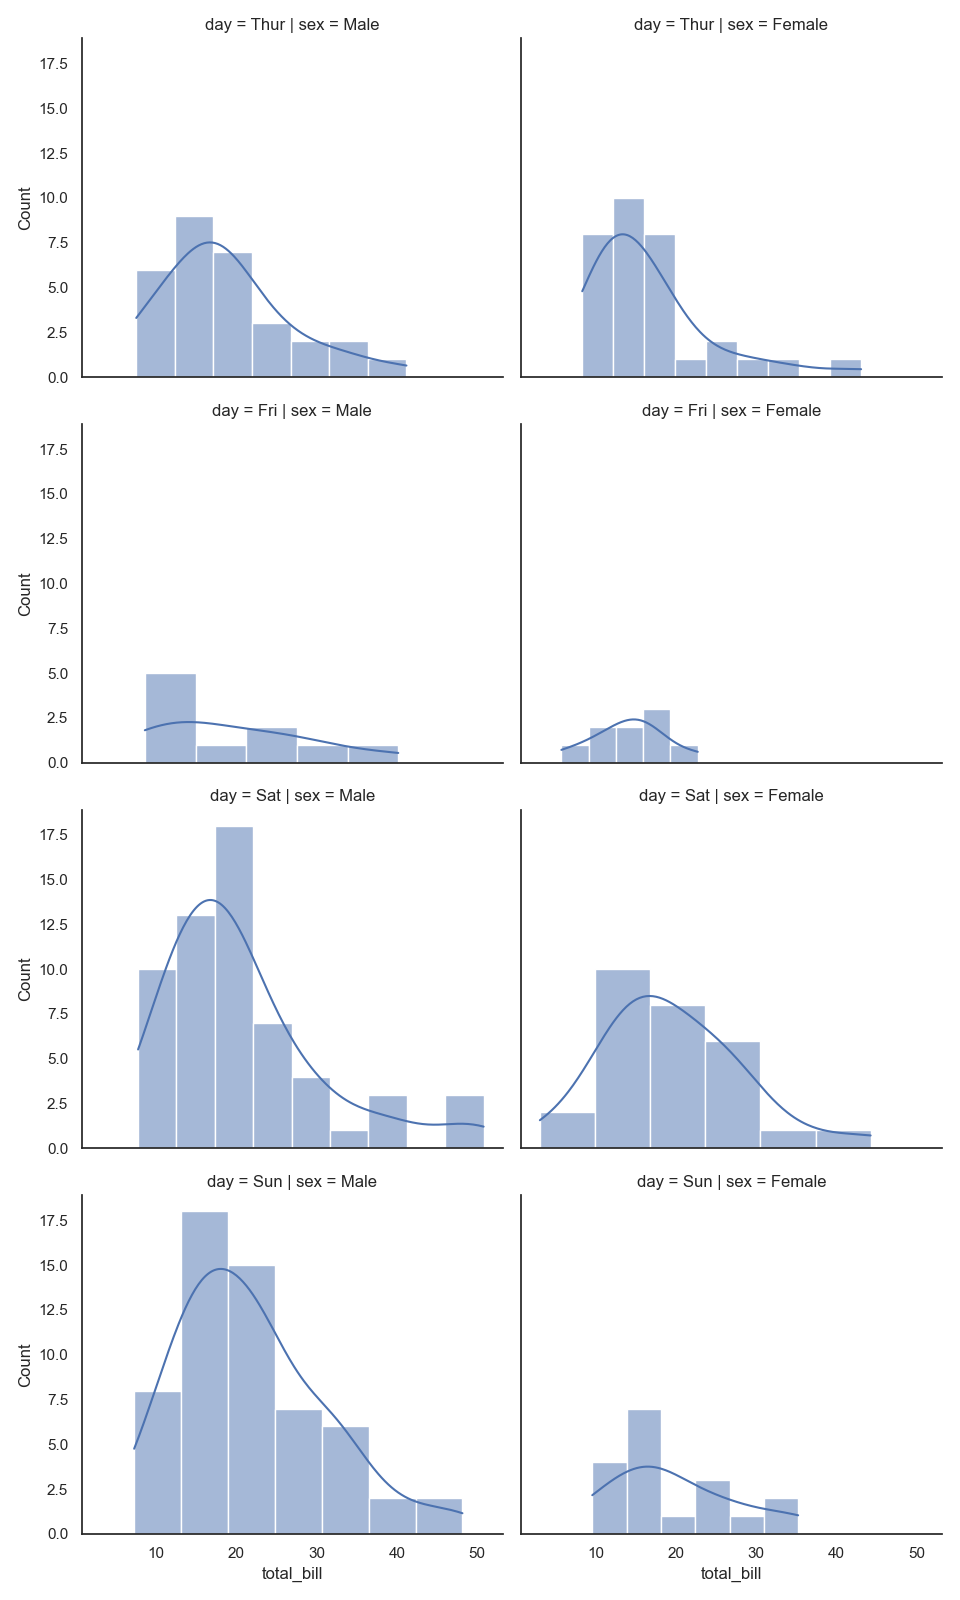 day = Thur | sex = Male
day = Thur | sex = Female
17.5
15.0
12.5
10.0
7.5
5.0
2.5
0.0
Count
day = Fri | sex = Male
day = Fri | sex = Female
17.5
15.0
12.5
10.0
7.5
5.0
2.5
0.0
Count
day = Sat | sex = Male
day = Sat | sex = Female
17.5
15.0
12.5
10.0
7.5
5.0
2.5
0.0
Count
day = Sun | sex = Male
day = Sun | sex = Female
17.5
15.0
12.5
10.0
7.5
5.0
2.5
0.0
Count
10 20 30 40 50
total_bill
10 20 30 40 50
total_bill